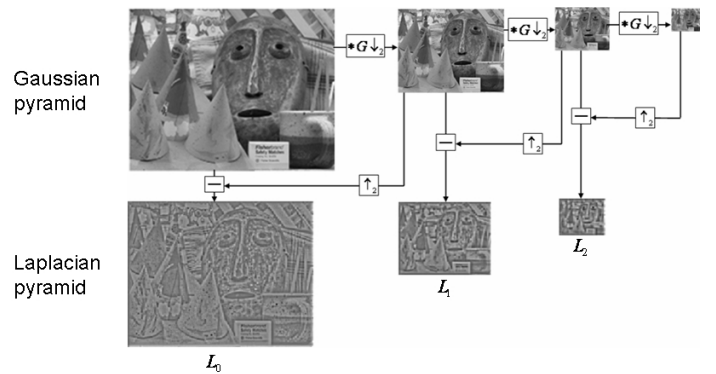 *G↓₂
*G↓₂
*G↓₂
Gaussian
pyramid
—
↑₂
—
↑₂
—
↑₂
Laplacian
pyramid
L₀
L₁
L₂